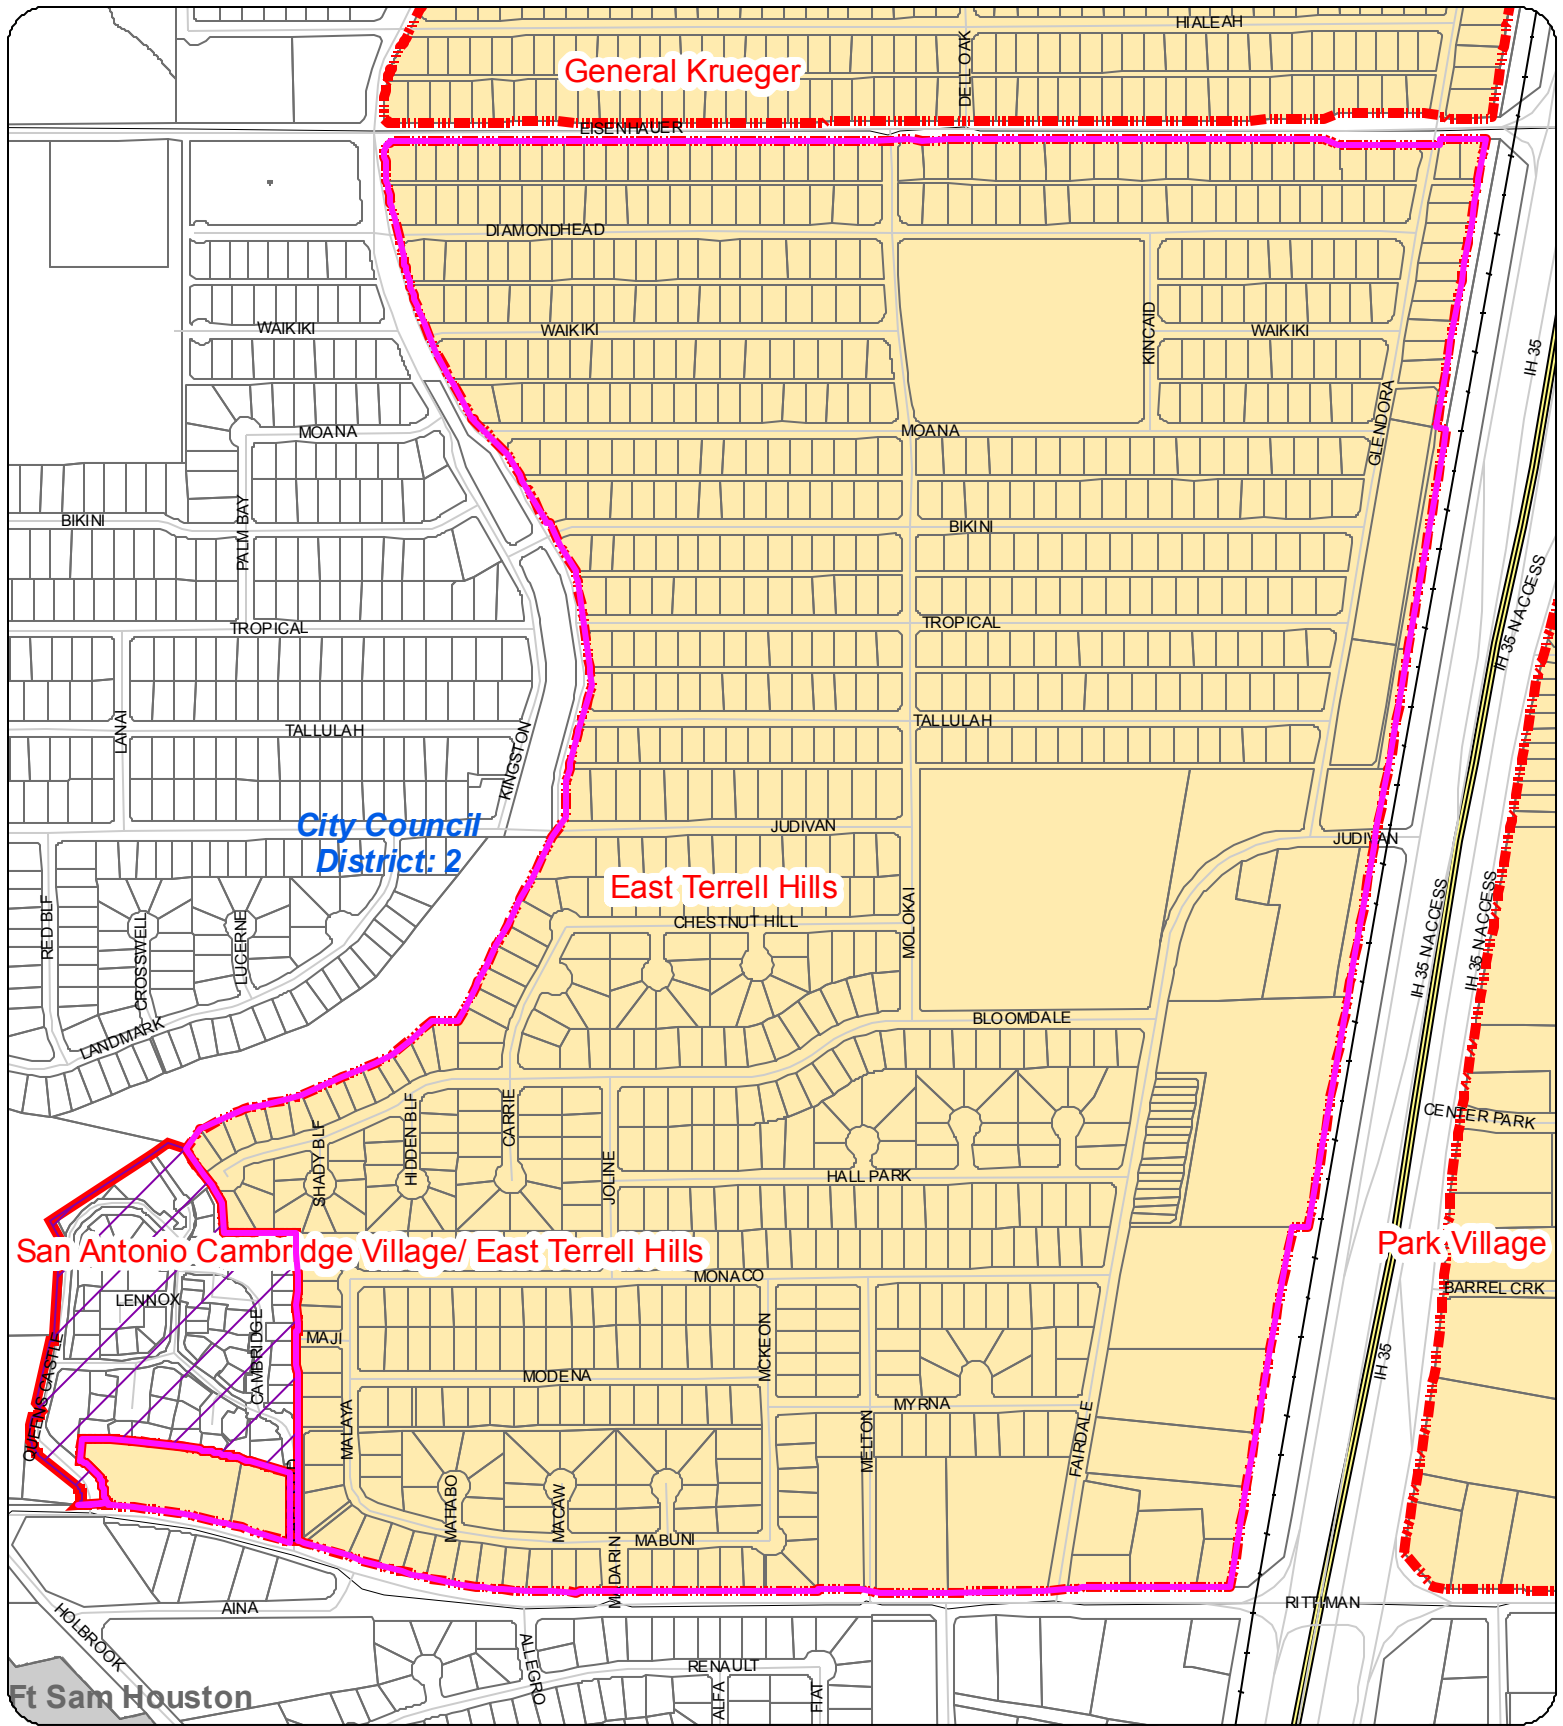 HIALEAH
DELL OAK
General Krueger
EISENHAUER
DIAMONDHEAD
WAIKIKI
WAIKIKI
WAIKIKI
KINCAID
IH 35
GLENDORA
MOANA
MOANA
BIKINI
PALM BAY
BIKINI
IH 35 N ACCESS
TROPICAL
TROPICAL
LANAI
TALLULAH
TALLULAH
KINGSTON
City Council
District: 2
JUDIVAN
JUDIVAN
East Terrell Hills
RED BLF
CROSSWELL
LUCERNE
CHESTNUT HILL
MOLOKAI
IH 35 N ACCESS
IH 35 N ACCESS
LANDMARK
BLOOMDALE
SHADY BLF
HIDDEN BLF
CARRIE
CENTER PARK
JOLINE
HALL PARK
San Antonio Cambridge Village/ East Terrell Hills
Park Village
MONACO
BARREL CRK
LENNOX
CAMBRIDGE
QUEENS CASTLE
MAJI
MCKEON
MODENA
IH 35
MALAYA
MYRNA
MELTON
FAIRDALE
MAHABO
MACAW
MADARIN
MABUNI
RITTIMAN
AINA
HOLBROOK
ALLEGRO
RENAULT
ALFA
FIAT
Ft Sam Houston